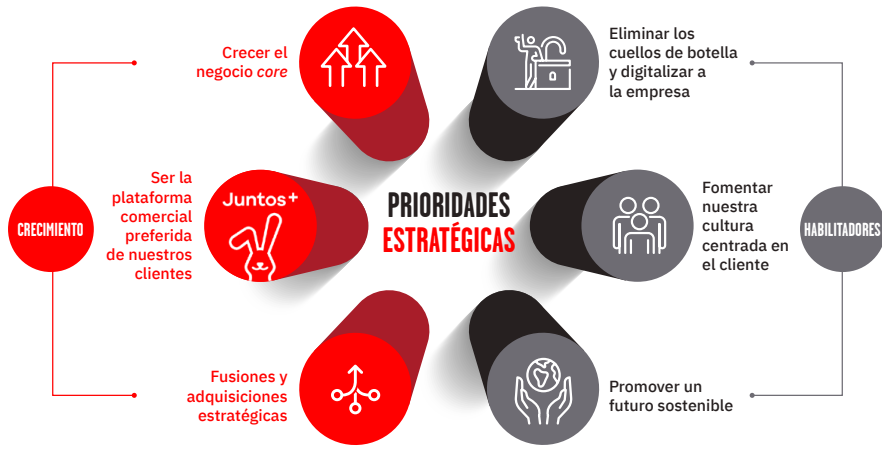 Crecer el
negocio core
Eliminar los
cuellos de botella
y digitalizar a
la empresa
CRECIMIENTO
Ser la
plataforma
comercial
preferida
de nuestros
clientes
Juntos+
PRIORIDADES
ESTRATÉGICAS
Fomentar
nuestra
cultura
centrada en
el cliente
HABILITADORES
Fusiones y
adquisiciones
estratégicas
Promover un
futuro sostenible